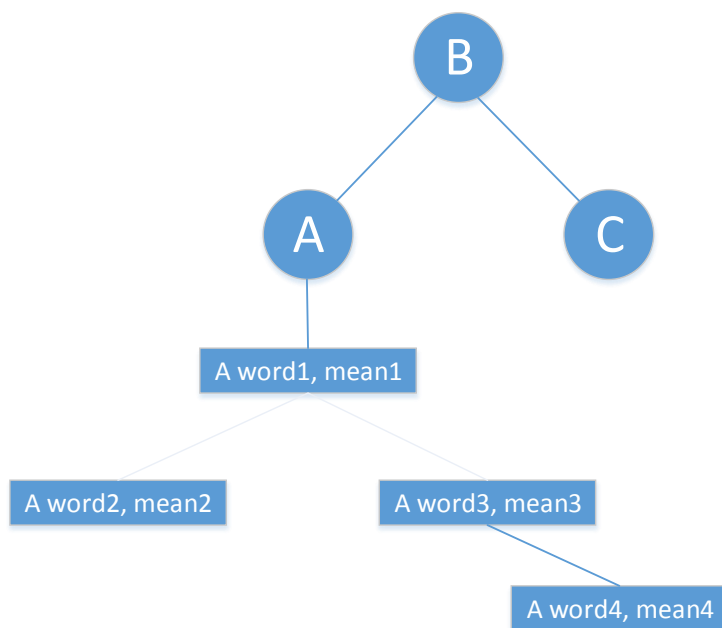 B
A
C
A word1, mean1
A word2, mean2
A word3, mean3
A word4, mean4